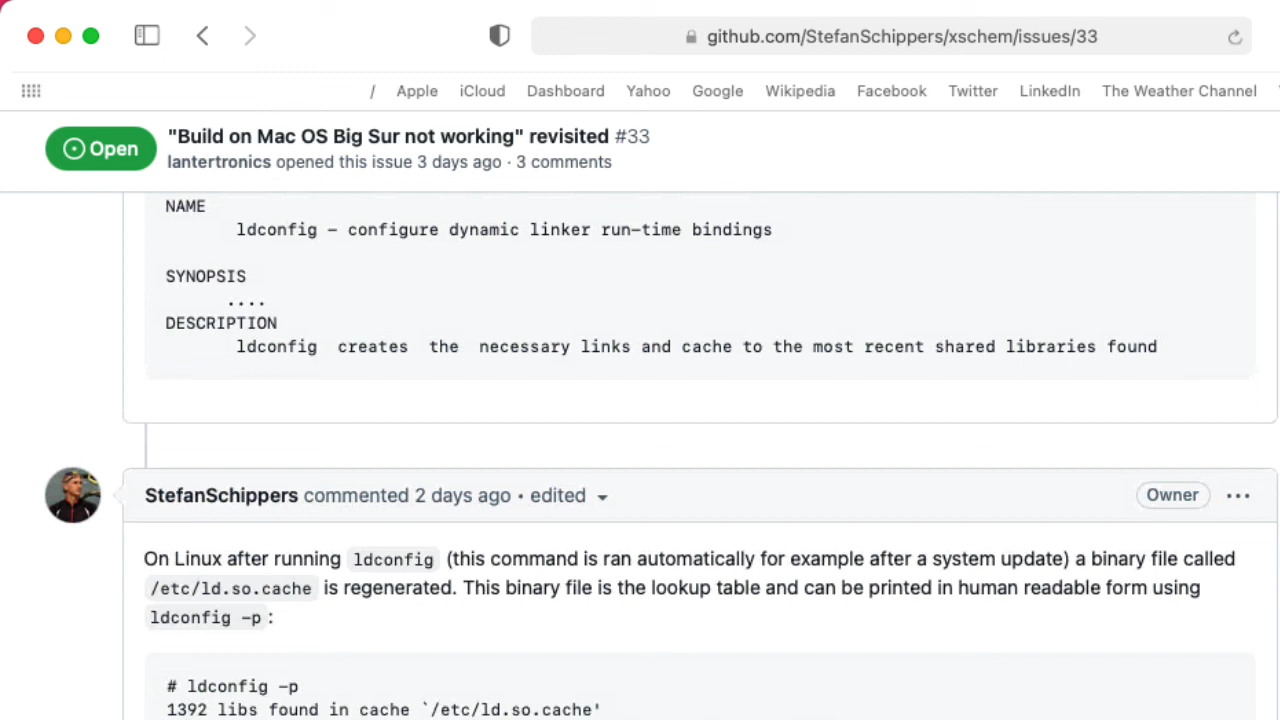 github.com/StefanSchippers/xschem/issues/33
/ Apple iCloud Dashboard Yahoo Google Wikipedia Facebook Twitter LinkedIn The Weather Channel
Open
"Build on Mac OS Big Sur not working" revisited #33
lantertronics opened this issue 3 days ago · 3 comments
NAME
ldconfig - configure dynamic linker run-time bindings
SYNOPSIS
....
DESCRIPTION
ldconfig creates the necessary links and cache to the most recent shared libraries found
StefanSchippers commented 2 days ago • edited
Owner
On Linux after running ldconfig (this command is ran automatically for example after a system update) a binary file called
/etc/ld.so.cache is regenerated. This binary file is the lookup table and can be printed in human readable form using
ldconfig -p :
# ldconfig -p
1392 libs found in cache `/etc/ld.so.cache'